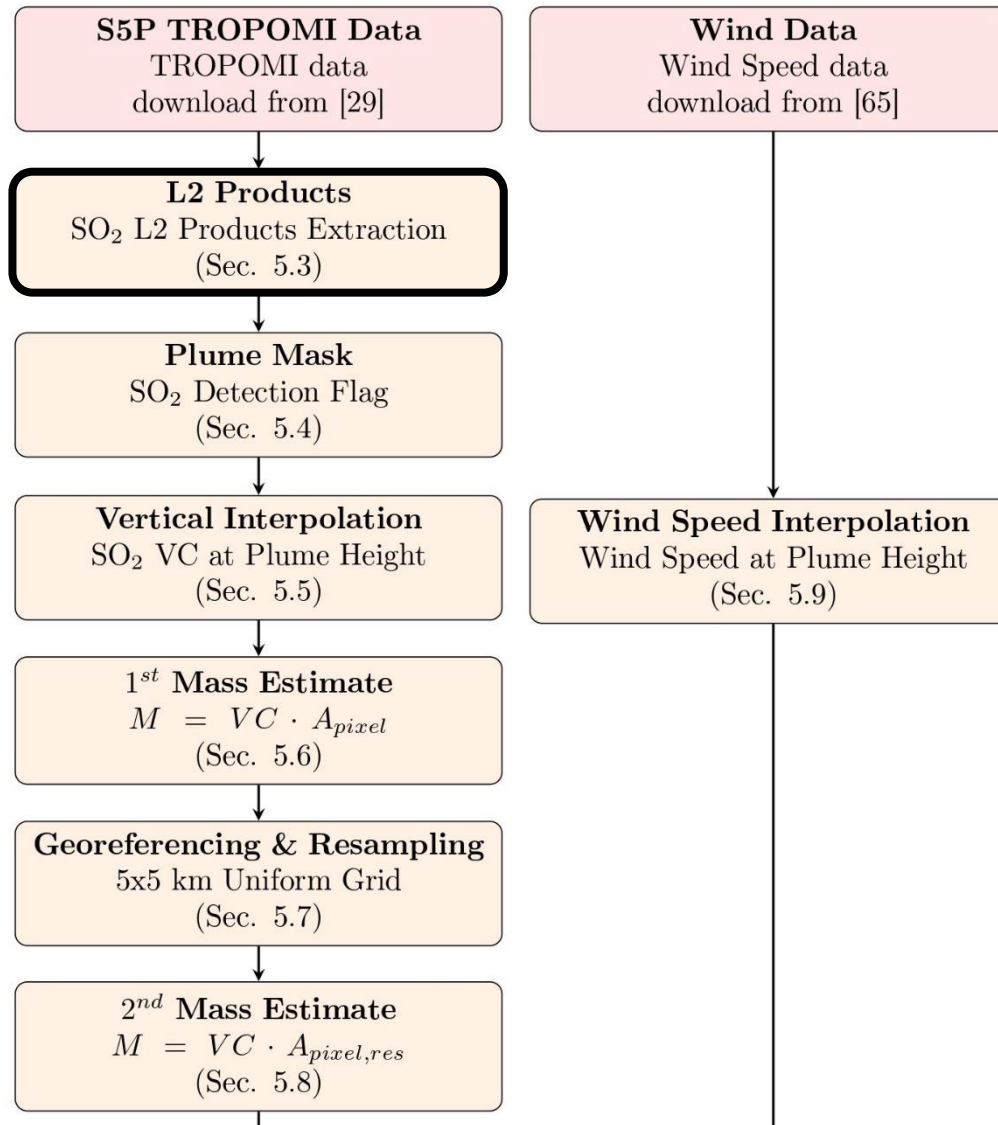 S5P TROPOMI Data
TROPOMI data
download from [29]
Wind Data
Wind Speed data
download from [65]
L2 Products
SO₂ L2 Products Extraction
(Sec. 5.3)
Plume Mask
SO₂ Detection Flag
(Sec. 5.4)
Vertical Interpolation
SO₂ VC at Plume Height
(Sec. 5.5)
Wind Speed Interpolation
Wind Speed at Plume Height
(Sec. 5.9)
1ˢᵗ Mass Estimate
M = VC · A_{pixel}
(Sec. 5.6)
Georeferencing & Resampling
5x5 km Uniform Grid
(Sec. 5.7)
2ⁿᵈ Mass Estimate
M = VC · A_{pixel,res}
(Sec. 5.8)